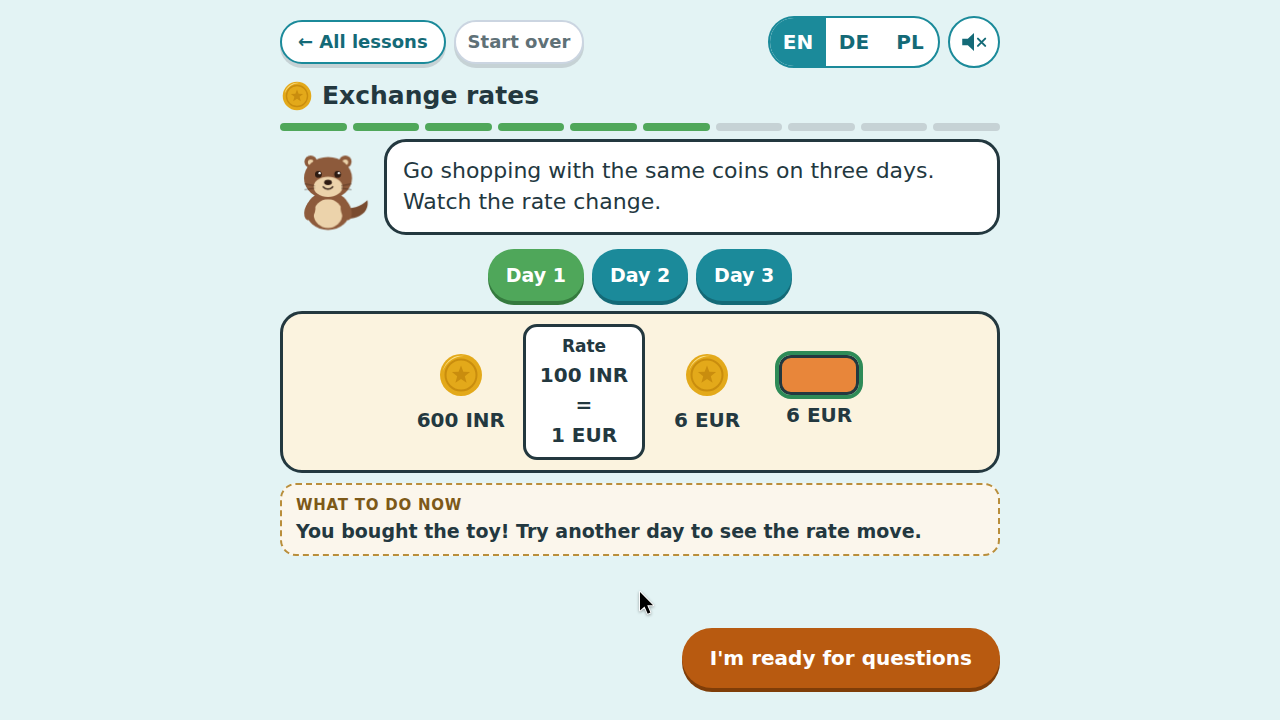 ← All lessons
Start over
EN
DE
PL
Exchange rates
Go shopping with the same coins on three days.
Watch the rate change.
Day 1
Day 2
Day 3
600 INR
Rate
100 INR
=
1 EUR
6 EUR
6 EUR
WHAT TO DO NOW
You bought the toy! Try another day to see the rate move.
I'm ready for questions